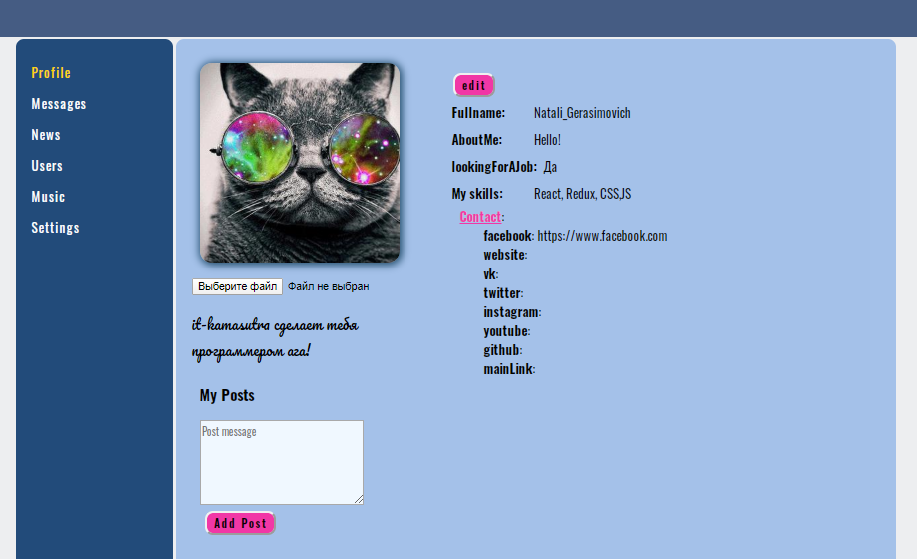 Profile
Messages
News
Users
Music
Settings
Выберите файл Файл не выбран
it-kamasutra сделает тебя
программером ага!
My Posts
Post message
Add Post
edit
Fullname: Natali_Gerasimovich
AboutMe: Hello!
lookingForAJob: Да
My skills: React, Redux, CSS,JS
Contact:
facebook: https://www.facebook.com
website:
vk:
twitter:
instagram:
youtube:
github:
mainLink: